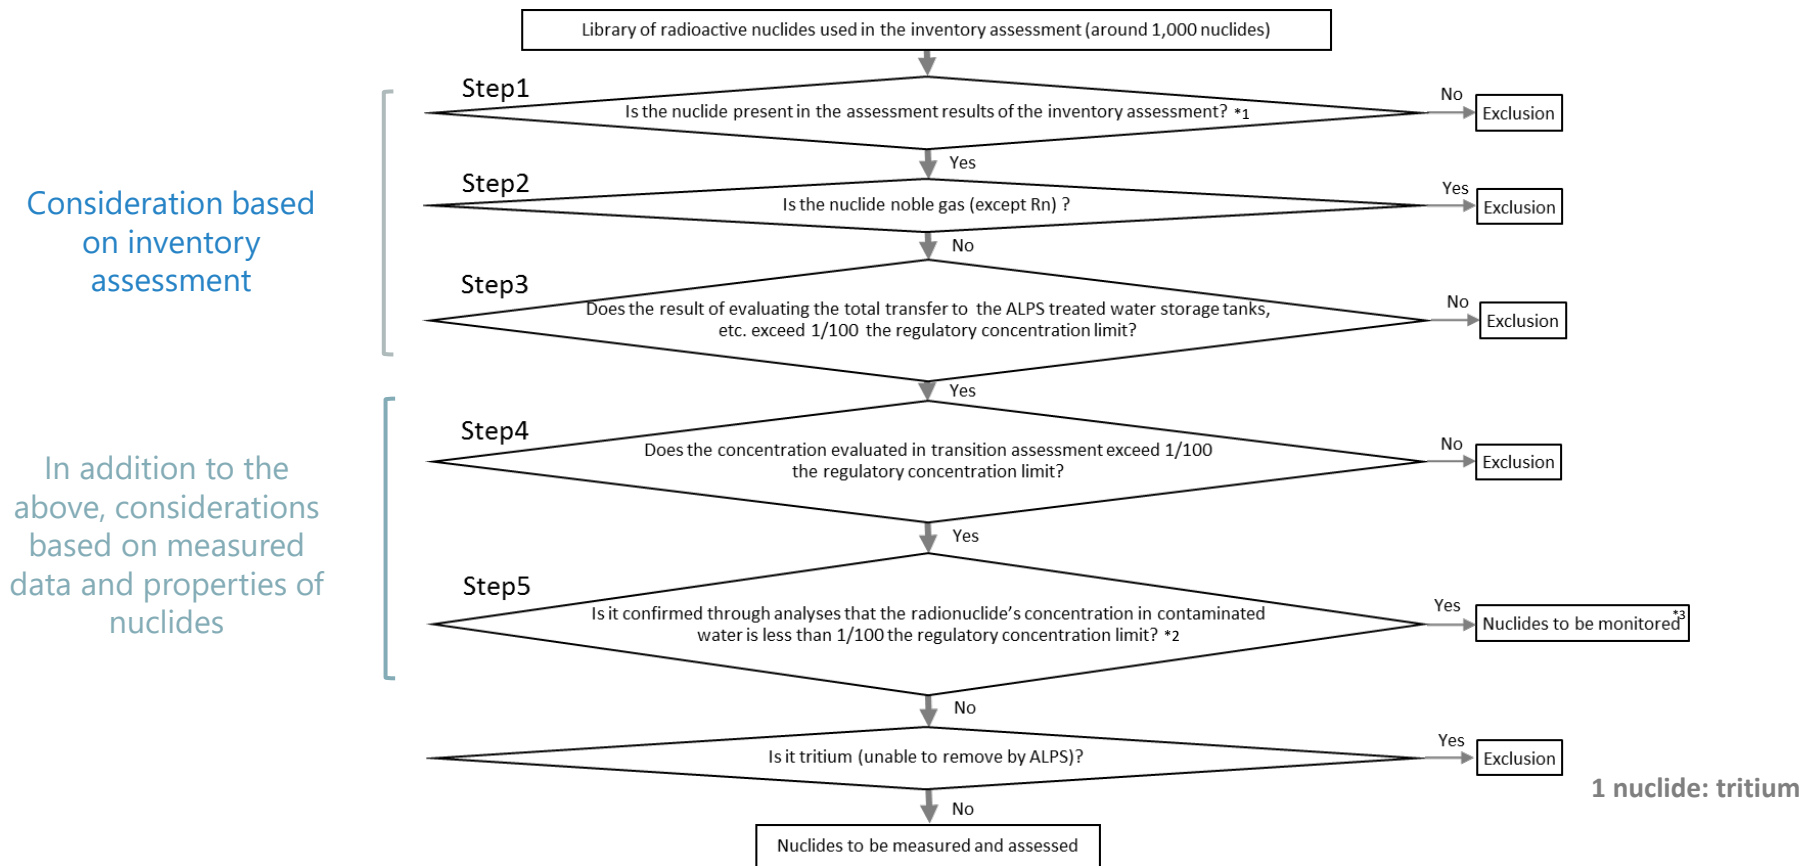 Library of radioactive nuclides used in the inventory assessment (around 1,000 nuclides)
Step1
Is the nuclide present in the assessment results of the inventory assessment? *1
No
Exclusion
Yes
Step2
Is the nuclide noble gas (except Rn) ?
Yes
Exclusion
No
Consideration based
on inventory
assessment
Step3
Does the result of evaluating the total transfer to the ALPS treated water storage tanks,
etc. exceed 1/100 the regulatory concentration limit?
No
Exclusion
Yes
Step4
Does the concentration evaluated in transition assessment exceed 1/100
the regulatory concentration limit?
No
Exclusion
Yes
In addition to the
above, considerations
based on measured
data and properties of
nuclides
Step5
Is it confirmed through analyses that the radionuclide's concentration in contaminated
water is less than 1/100 the regulatory concentration limit? *2
Yes
Nuclides to be monitored*3
No
Is it tritium (unable to remove by ALPS)?
Yes
Exclusion
1 nuclide: tritium
No
Nuclides to be measured and assessed